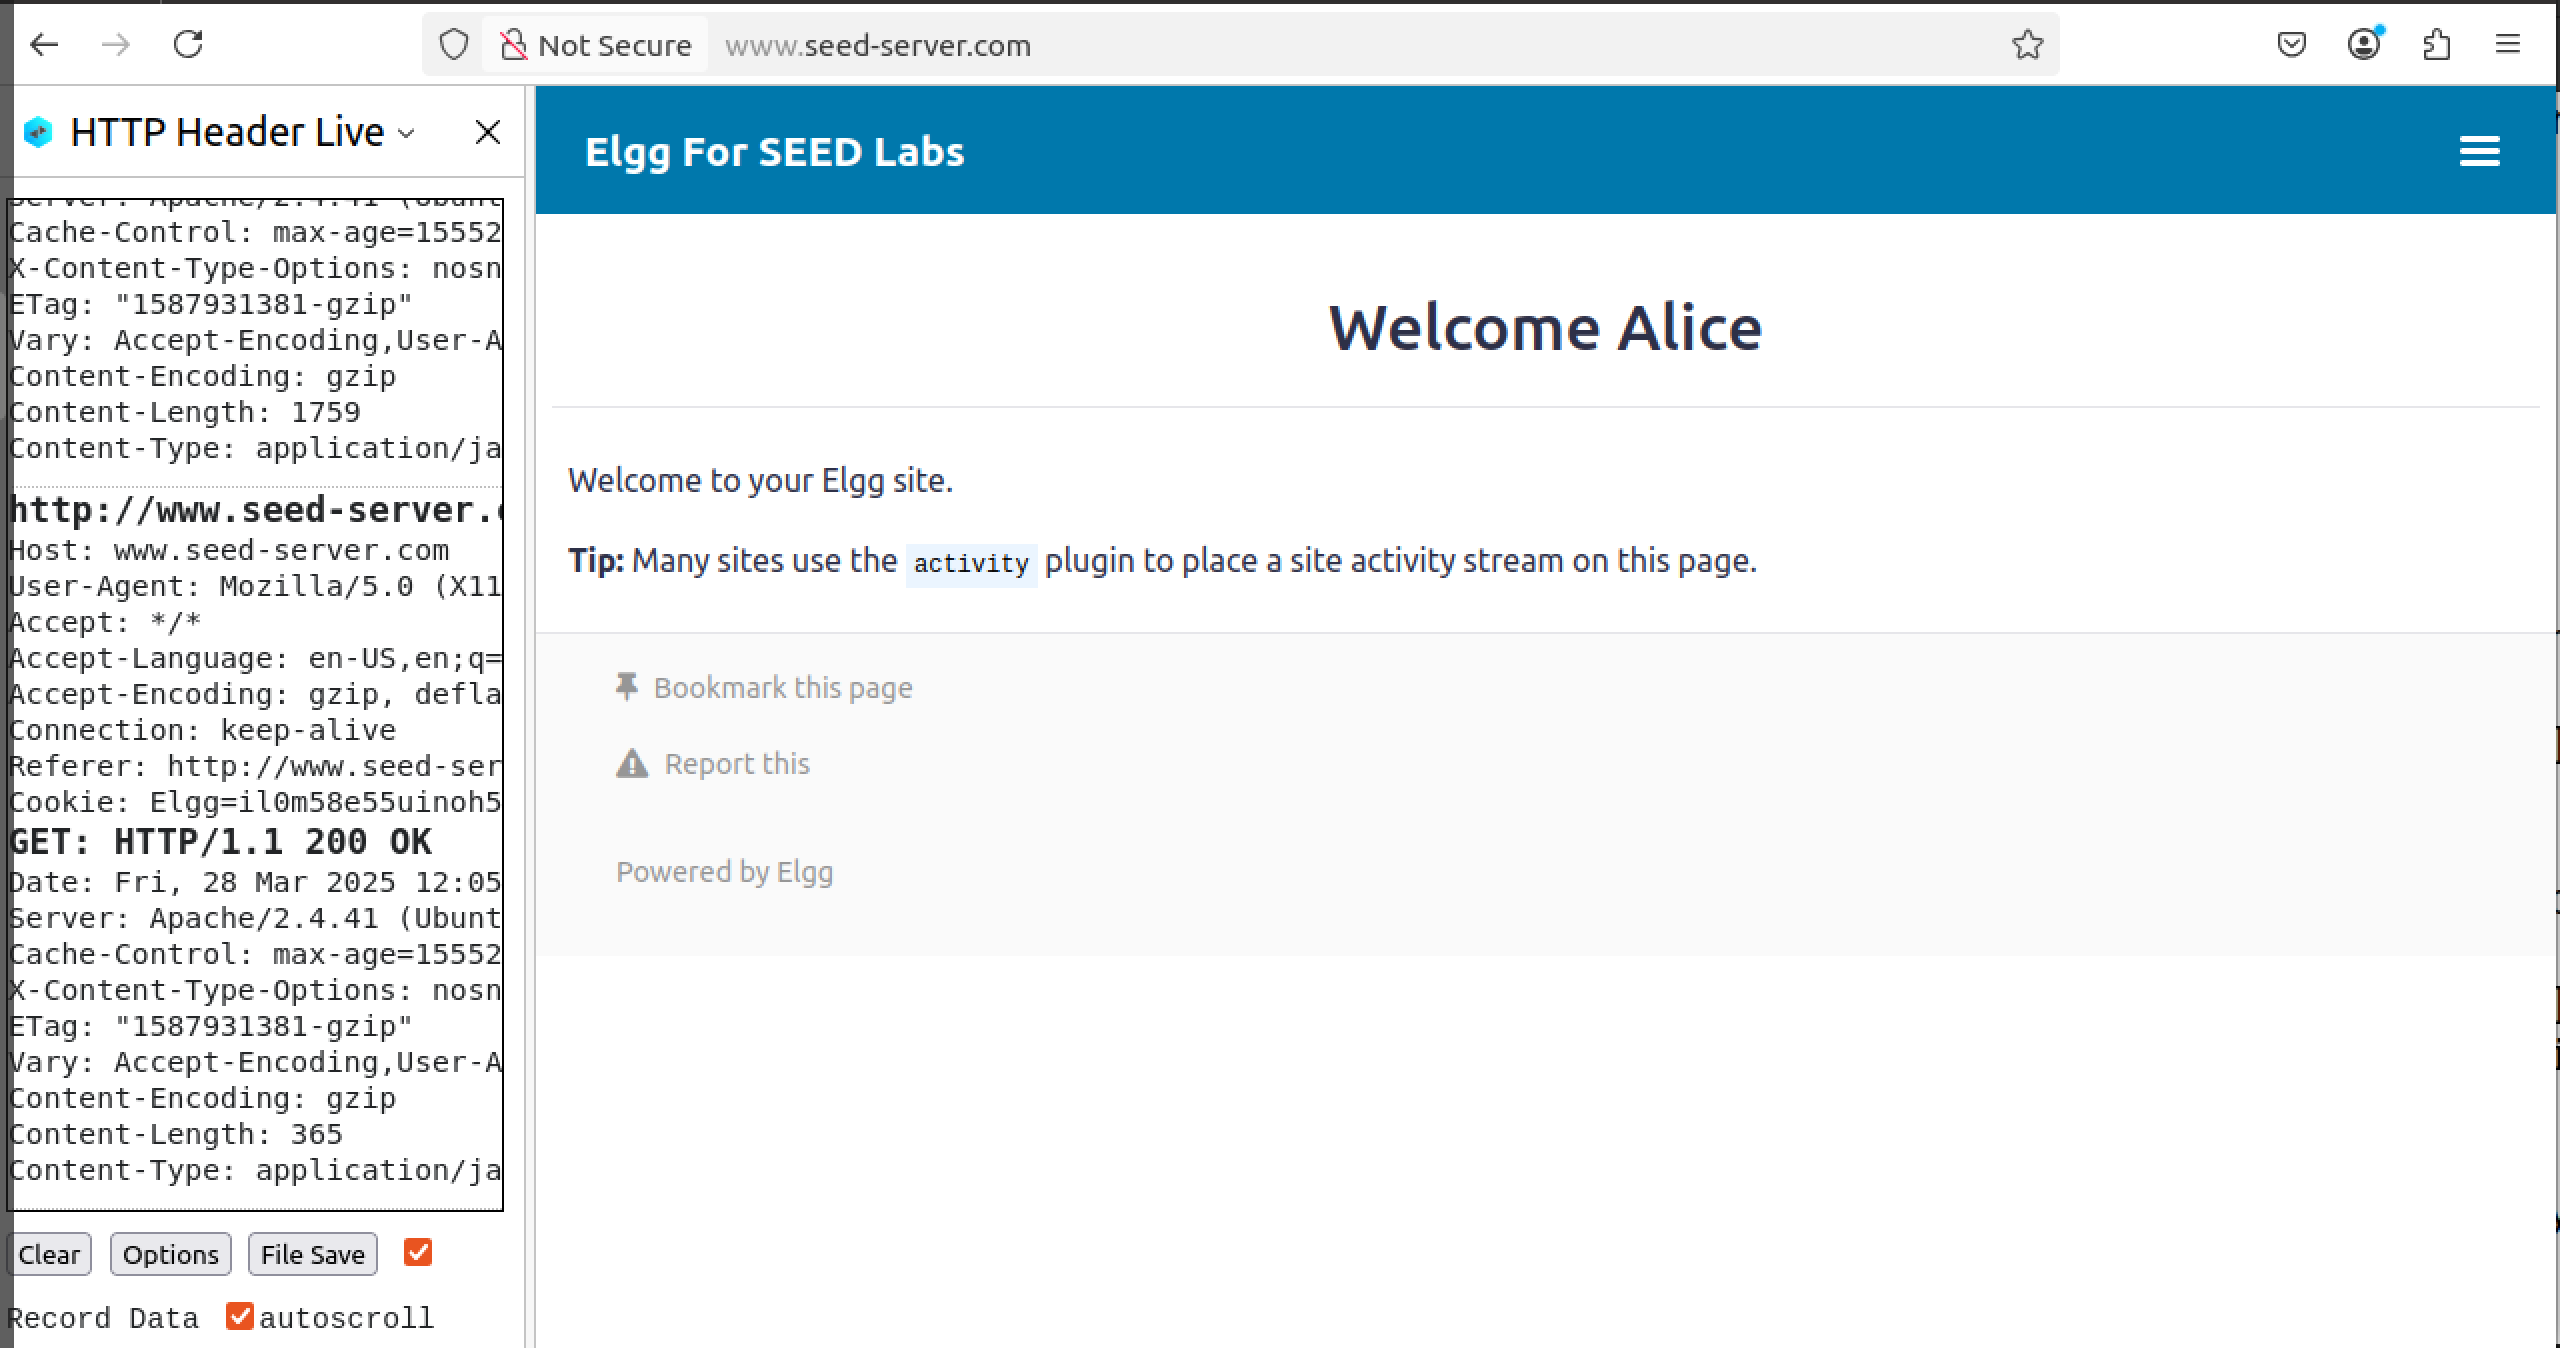 Not Secure www.seed-server.com
HTTP Header Live
Server: Apache/2.4.41 (Ubunt
Cache-Control: max-age=15552
X-Content-Type-Options: nosn
ETag: "1587931381-gzip"
Vary: Accept-Encoding,User-A
Content-Encoding: gzip
Content-Length: 1759
Content-Type: application/ja
http://www.seed-server.c
Host: www.seed-server.com
User-Agent: Mozilla/5.0 (X11
Accept: */*
Accept-Language: en-US,en;q=
Accept-Encoding: gzip, defla
Connection: keep-alive
Referer: http://www.seed-ser
Cookie: Elgg=il0m58e55uinoh5
GET: HTTP/1.1 200 OK
Date: Fri, 28 Mar 2025 12:05
Server: Apache/2.4.41 (Ubunt
Cache-Control: max-age=15552
X-Content-Type-Options: nosn
ETag: "1587931381-gzip"
Vary: Accept-Encoding,User-A
Content-Encoding: gzip
Content-Length: 365
Content-Type: application/ja
Clear Options File Save
Record Data autoscroll
Elgg For SEED Labs
Welcome Alice
Welcome to your Elgg site.
Tip: Many sites use the activity plugin to place a site activity stream on this page.
Bookmark this page
Report this
Powered by Elgg